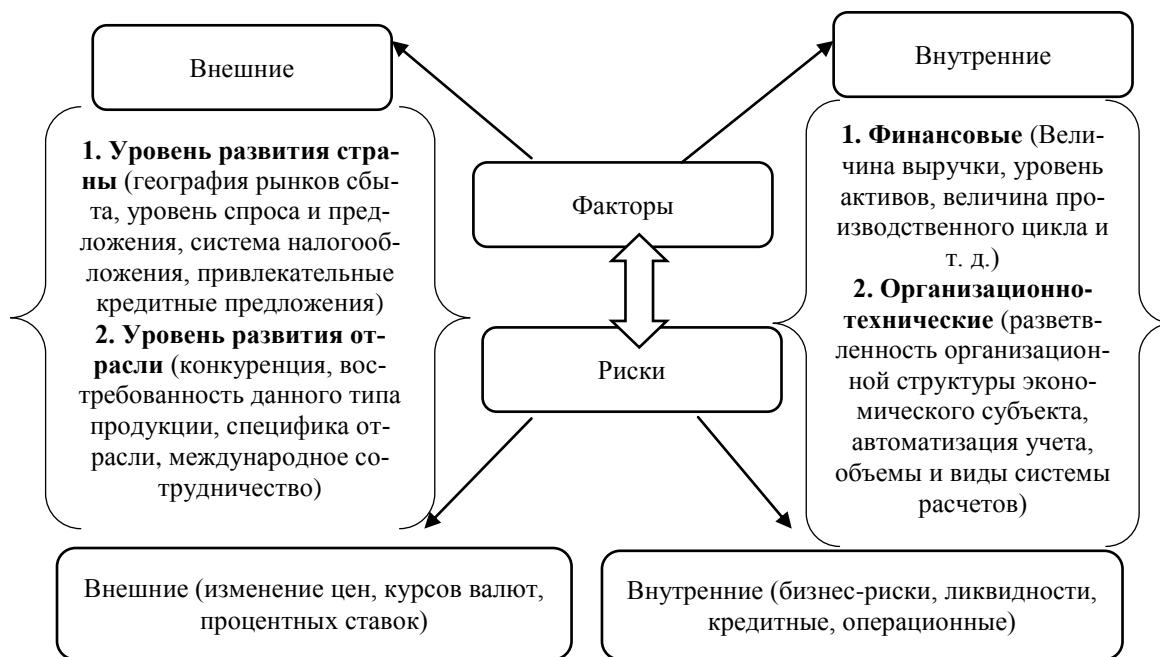 Внешние
1. Уровень развития стра-
ны (география рынков сбы-
та, уровень спроса и пред-
ложения, система налогооб-
ложения, привлекательные
кредитные предложения)
2. Уровень развития от-
расли (конкуренция, вос-
требованность данного типа
продукции, специфика от-
расли, международное со-
трудничество)
Факторы
Риски
Внутренние
1. Финансовые (Вели-
чина выручки, уровень
активов, величина про-
изводственного цикла и
т. д.)
2. Организационно-
технические (разветв-
ленность организацион-
ной структуры эконо-
мического субъекта,
автоматизация учета,
объемы и виды системы
расчетов)
Внешние (изменение цен, курсов валют,
процентных ставок)
Внутренние (бизнес-риски, ликвидности,
кредитные, операционные)